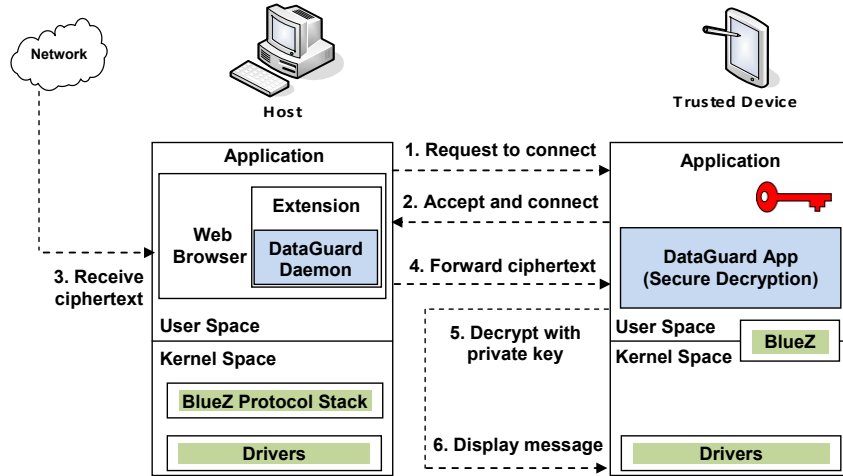 Network
Host
Trusted Device
Application
Web
Browser
Extension
DataGuard
Daemon
User Space
Kernel Space
BlueZ Protocol Stack
Drivers
1. Request to connect
2. Accept and connect
3. Receive
ciphertext
4. Forward ciphertext
5. Decrypt with
private key
6. Display message
Application
DataGuard App
(Secure Decryption)
User Space
BlueZ
Kernel Space
Drivers